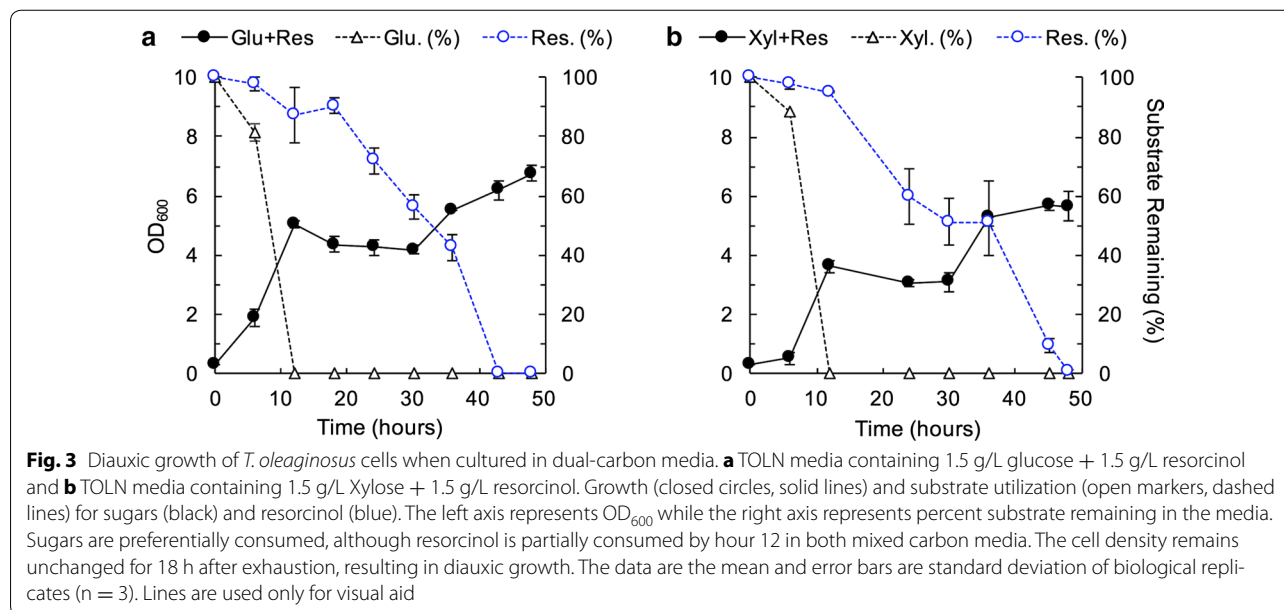 a Glu+Res Glu. (%) Res. (%)
b Xyl+Res Xyl. (%) Res. (%)
10 100 10 100
8 80 8 80
6 60 6 60
4 40 4 40
2 20 2 20
0 0 0 0
OD600
Substrate Remaining (%)
0 10 20 30 40 50
0 10 20 30 40 50
Time (hours) Time (hours)
Fig. 3 Diauxic growth of T. oleaginosus cells when cultured in dual-carbon media. a TOLN media containing 1.5 g/L glucose + 1.5 g/L resorcinol
and b TOLN media containing 1.5 g/L Xylose + 1.5 g/L resorcinol. Growth (closed circles, solid lines) and substrate utilization (open markers, dashed
lines) for sugars (black) and resorcinol (blue). The left axis represents OD600 while the right axis represents percent substrate remaining in the media.
Sugars are preferentially consumed, although resorcinol is partially consumed by hour 12 in both mixed carbon media. The cell density remains
unchanged for 18 h after exhaustion, resulting in diauxic growth. The data are the mean and error bars are standard deviation of biological repli-
cates (n = 3). Lines are used only for visual aid